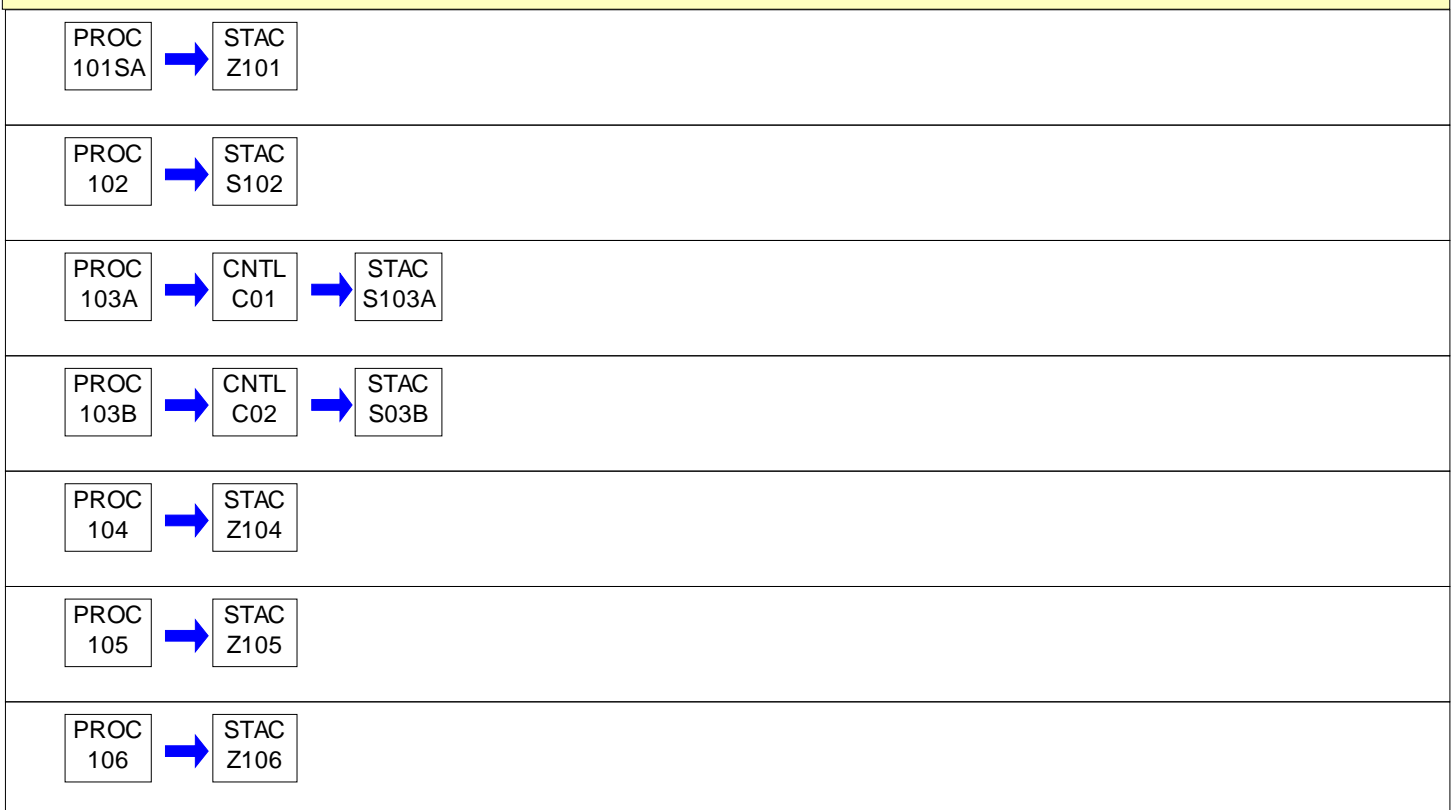 PROC
101SA
STAC
Z101
PROC
102
STAC
S102
PROC
103A
CNTL
C01
STAC
S103A
PROC
103B
CNTL
C02
STAC
S03B
PROC
104
STAC
Z104
PROC
105
STAC
Z105
PROC
106
STAC
Z106